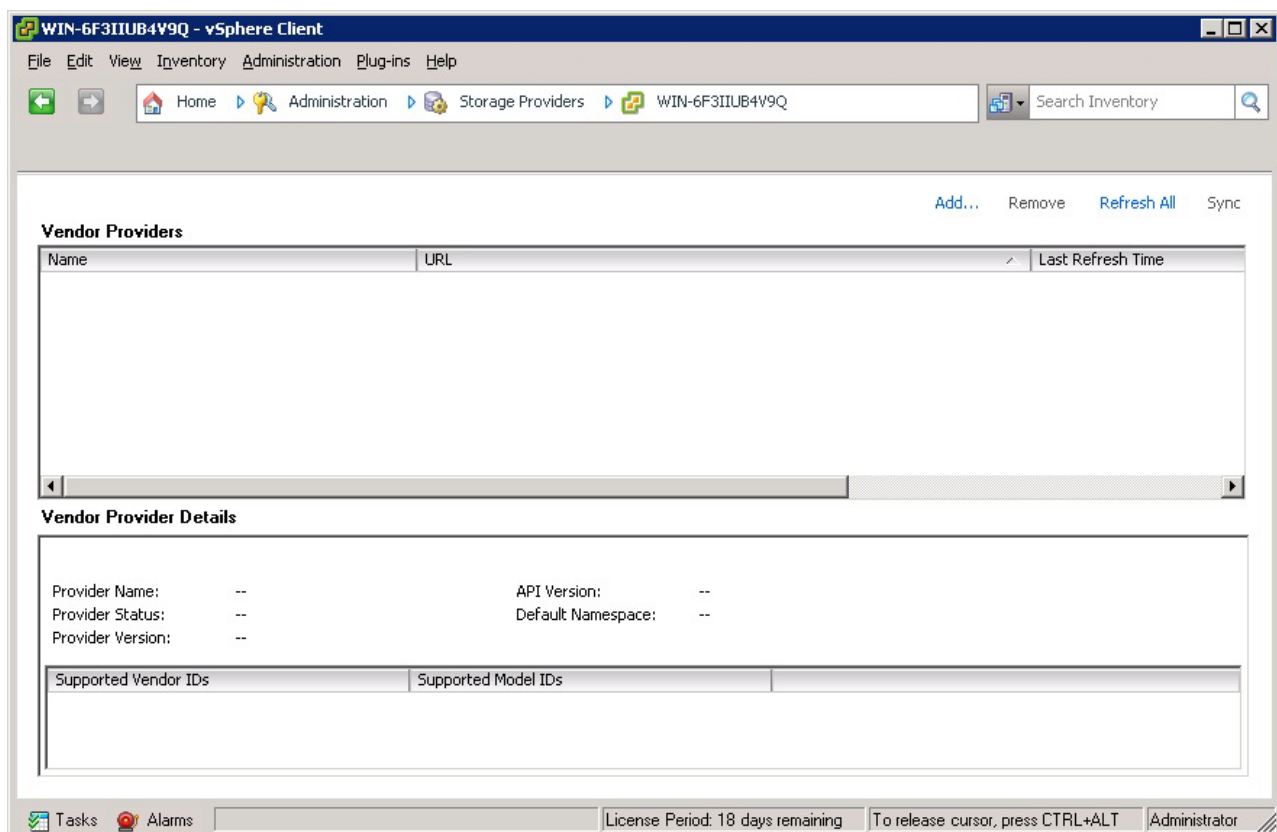 WIN-6F3IIUB4V9Q - vSphere Client
File Edit View Inventory Administration Plug-ins Help
Home Administration Storage Providers WIN-6F3IIUB4V9Q Search Inventory
Add... Remove Refresh All Sync
Vendor Providers
Name URL Last Refresh Time
Vendor Provider Details
Provider Name: -- API Version: --
Provider Status: -- Default Namespace: --
Provider Version: --
Supported Vendor IDs Supported Model IDs
Tasks Alarms License Period: 18 days remaining To release cursor, press CTRL+ALT Administrator